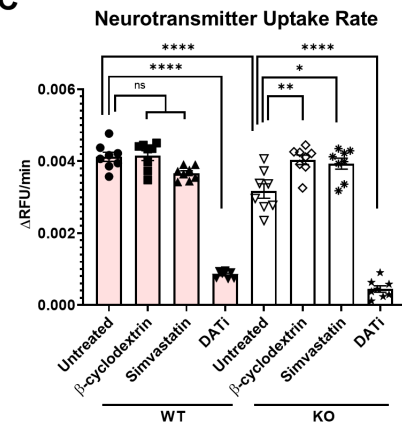 C
Neurotransmitter Uptake Rate
**** ****
**** *
ns **
0.006
0.004
0.002
0.000
ΔRFU/min
Untreated
β-cyclodextrin
Simvastatin
DATi
Untreated
β-cyclodextrin
Simvastatin
DATi
WT KO